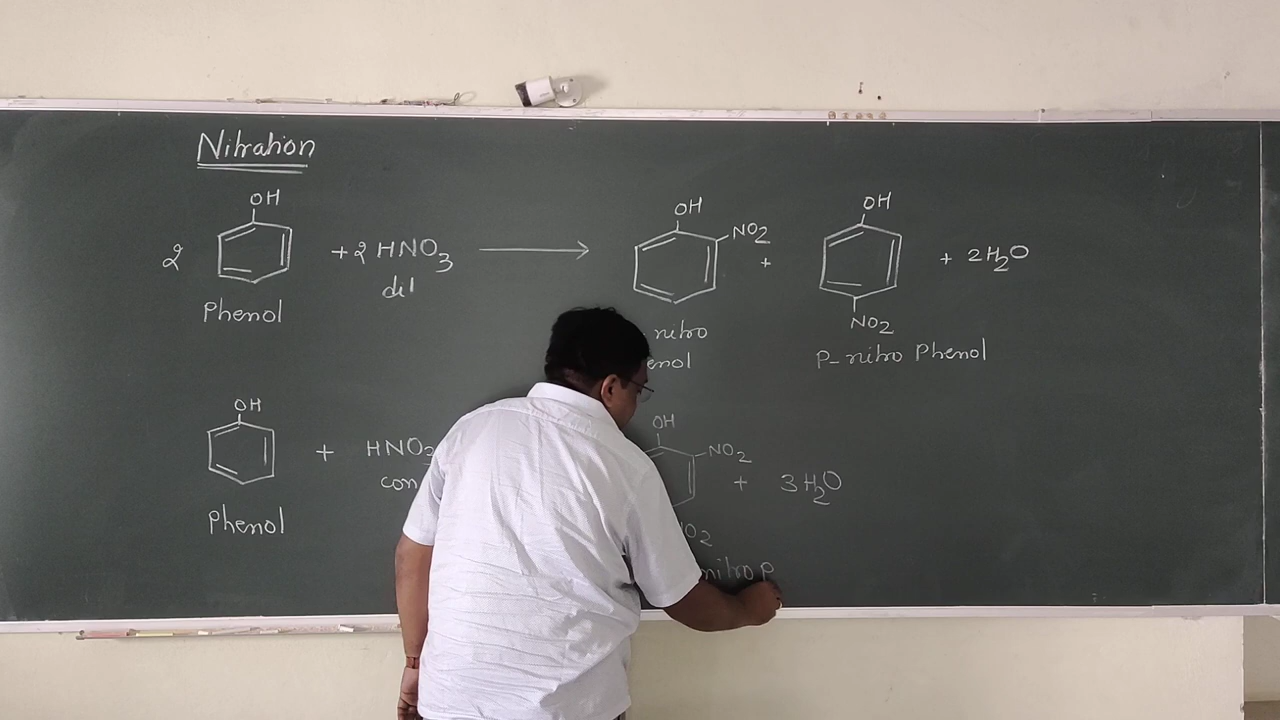 Nitration
OH
2 + 2 HNO3
dil
Phenol
OH
NO2
nitro
enol
+
OH
NO2
P-nitro Phenol
+ 2H2O
OH
Phenol
+ HNO3
con
OH
NO2
NO2
nitro P
+ 3H2O